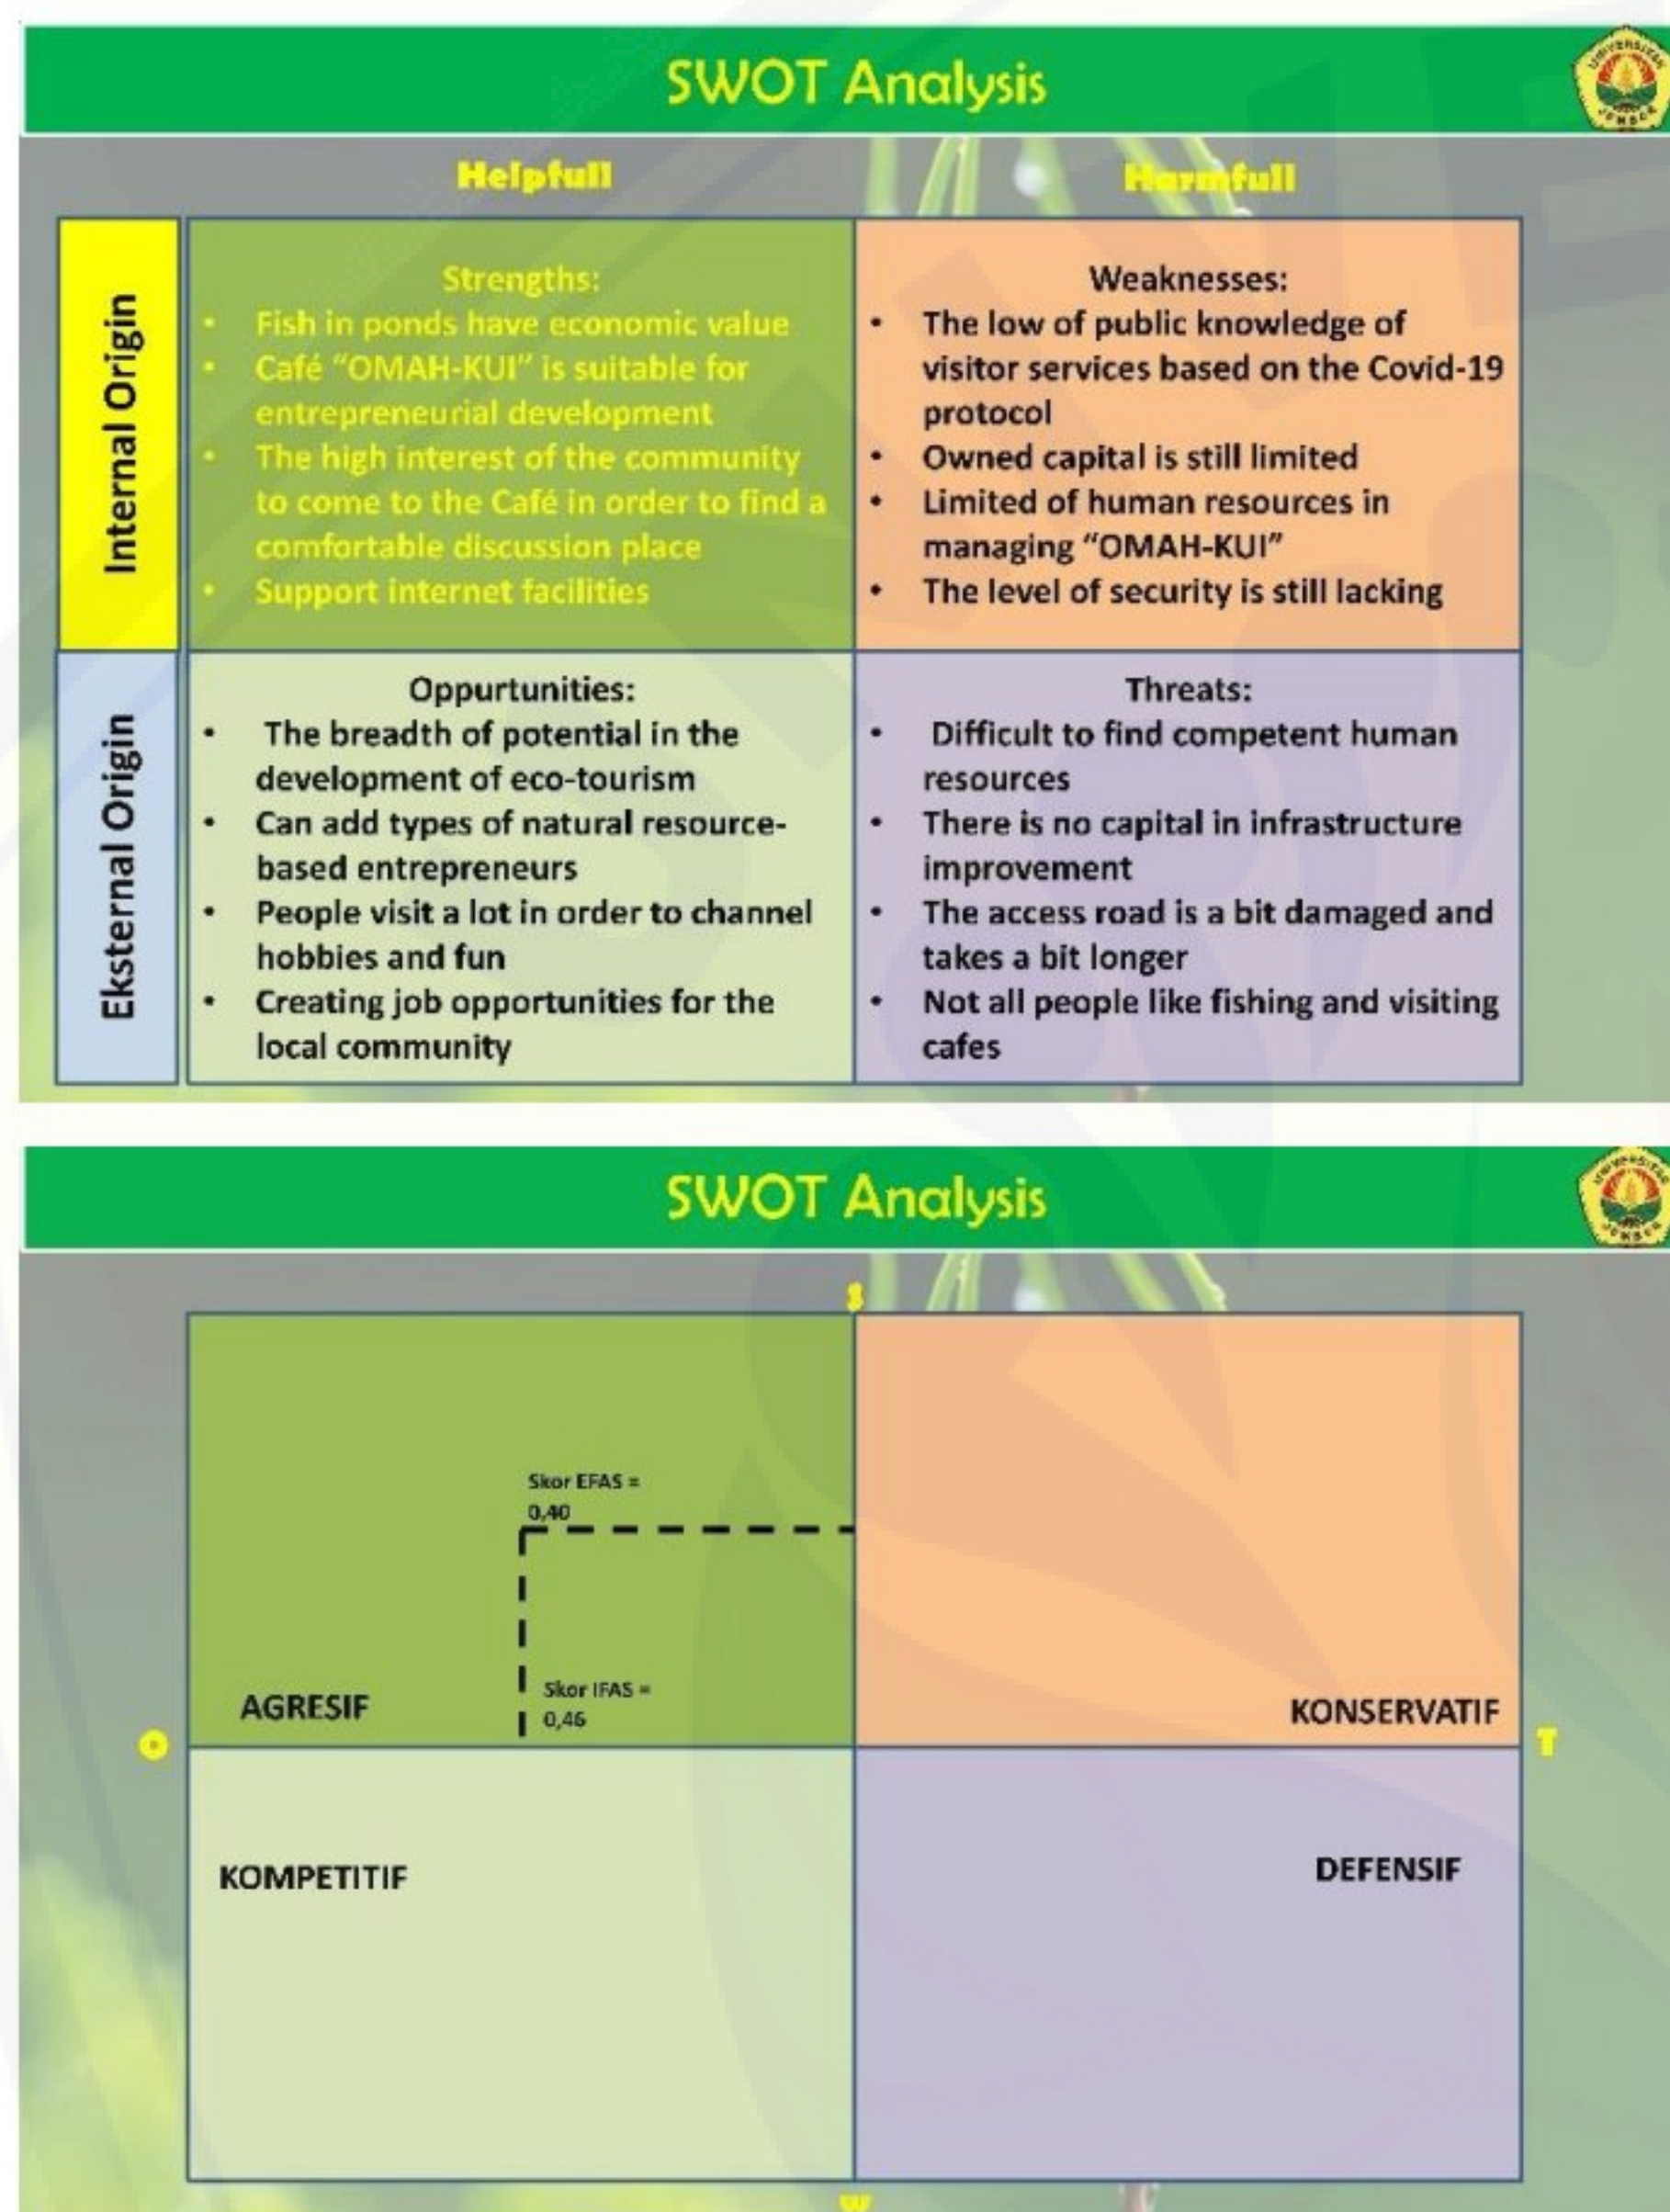 SWOT Analysis
UNIVERSITAS
JEMBER
Helpfull
Harmfull
Internal Origin
Strengths:
• Fish in ponds have economic value
• Café “OMAH-KUI” is suitable for
entrepreneurial development
• The high interest of the community
to come to the Café in order to find a
comfortable discussion place
• Support internet facilities
Weaknesses:
• The low of public knowledge of
visitor services based on the Covid-19
protocol
• Owned capital is still limited
• Limited of human resources in
managing “OMAH-KUI”
• The level of security is still lacking
Eksternal Origin
Oppurtunities:
• The breadth of potential in the
development of eco-tourism
• Can add types of natural resource-
based entrepreneurs
• People visit a lot in order to channel
hobbies and fun
• Creating job opportunities for the
local community
Threats:
• Difficult to find competent human
resources
• There is no capital in infrastructure
improvement
• The access road is a bit damaged and
takes a bit longer
• Not all people like fishing and visiting
cafes
SWOT Analysis
UNIVERSITAS
JEMBER
S
Skor EFAS =
0,40
Skor IFAS =
0,46
AGRESIF
KONSERVATIF
O
T
KOMPETITIF
DEFENSIF
W